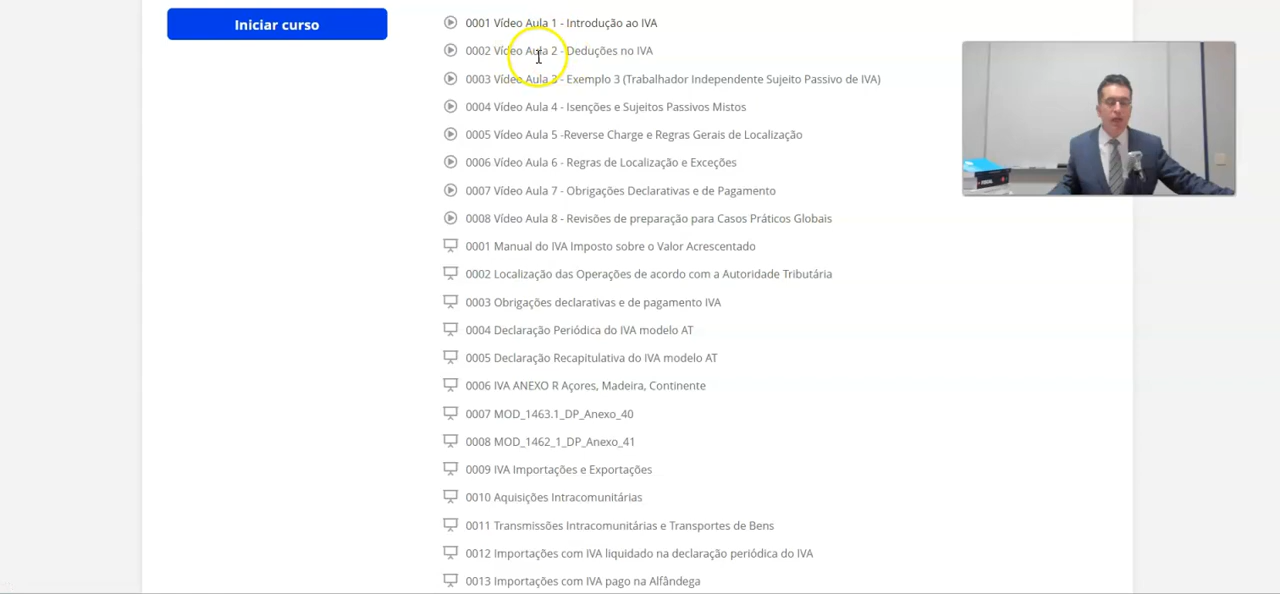 Iniciar curso
0001 Vídeo Aula 1 - Introdução ao IVA
0002 Vídeo Aula 2 - Deduções no IVA
0003 Vídeo Aula 3 - Exemplo 3 (Trabalhador Independente Sujeito Passivo de IVA)
0004 Vídeo Aula 4 - Isenções e Sujeitos Passivos Mistos
0005 Vídeo Aula 5 -Reverse Charge e Regras Gerais de Localização
0006 Vídeo Aula 6 - Regras de Localização e Exceções
0007 Vídeo Aula 7 - Obrigações Declarativas e de Pagamento
0008 Vídeo Aula 8 - Revisões de preparação para Casos Práticos Globais
0001 Manual do IVA Imposto sobre o Valor Acrescentado
0002 Localização das Operações de acordo com a Autoridade Tributária
0003 Obrigações declarativas e de pagamento IVA
0004 Declaração Periódica do IVA modelo AT
0005 Declaração Recapitulativa do IVA modelo AT
0006 IVA ANEXO R Açores, Madeira, Continente
0007 MOD_1463.1_DP_Anexo_40
0008 MOD_1462_1_DP_Anexo_41
0009 IVA Importações e Exportações
0010 Aquisições Intracomunitárias
0011 Transmissões Intracomunitárias e Transportes de Bens
0012 Importações com IVA liquidado na declaração periódica do IVA
0013 Importações com IVA pago na Alfândega